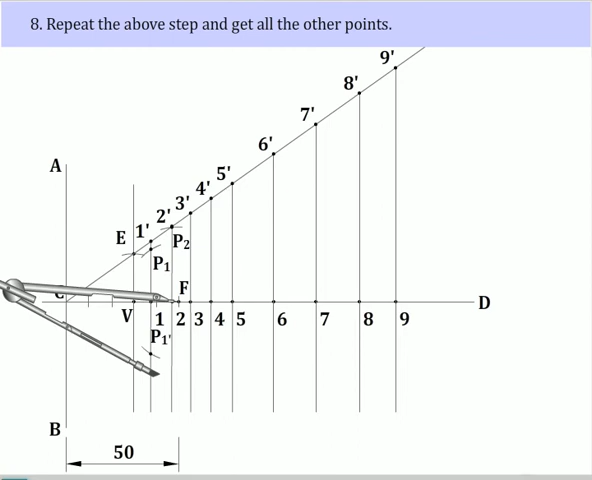 8. Repeat the above step and get all the other points.
9'
8'
7'
6'
A
5'
4'
3'
2'
E 1'
P2
P1
F
C
D
V 1 2 3 4 5 6 7 8 9
P1'
B
50